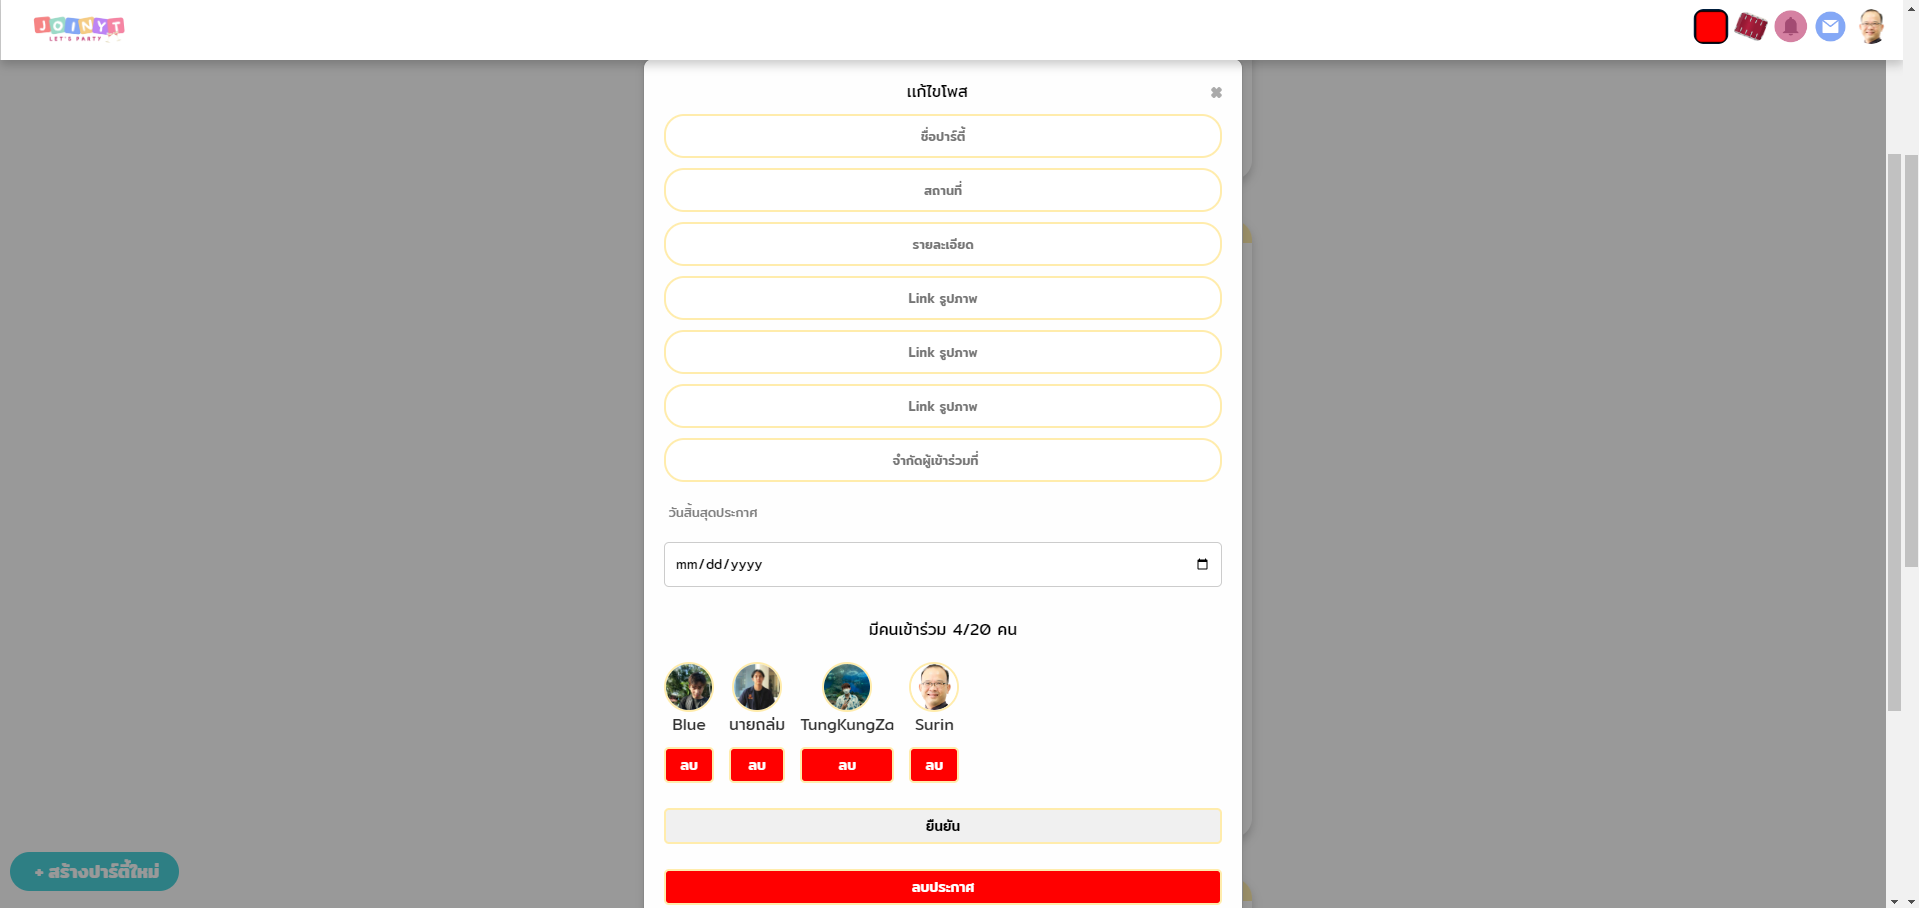 JOINYT
LET'S PARTY
แก้ไขโพส
ชื่อปาร์ตี้
สถานที่
รายละเอียด
Link รูปภาพ
Link รูปภาพ
Link รูปภาพ
จำกัดผู้เข้าร่วมที่
วันสิ้นสุดประกาศ
mm/dd/yyyy
มีคนเข้าร่วม 4/20 คน
Blue นายถล่ม TungKungZa Surin
ลบ ลบ ลบ ลบ
ยืนยัน
+ สร้างปาร์ตี้ใหม่
ลบประกาศ